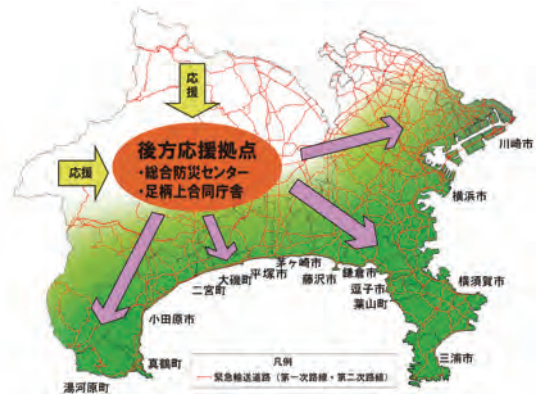 応援
応援
後方応援拠点
・総合防災センター
・足柄上合同庁舎
川崎市
横浜市
茅ヶ崎市
鎌倉市
大磯町
平塚市
藤沢市
逗子市
横須賀市
二宮町
葉山町
小田原市
真鶴町
三浦市
湯河原町
凡例
緊急輸送道路（第一次路線・第二次路線）